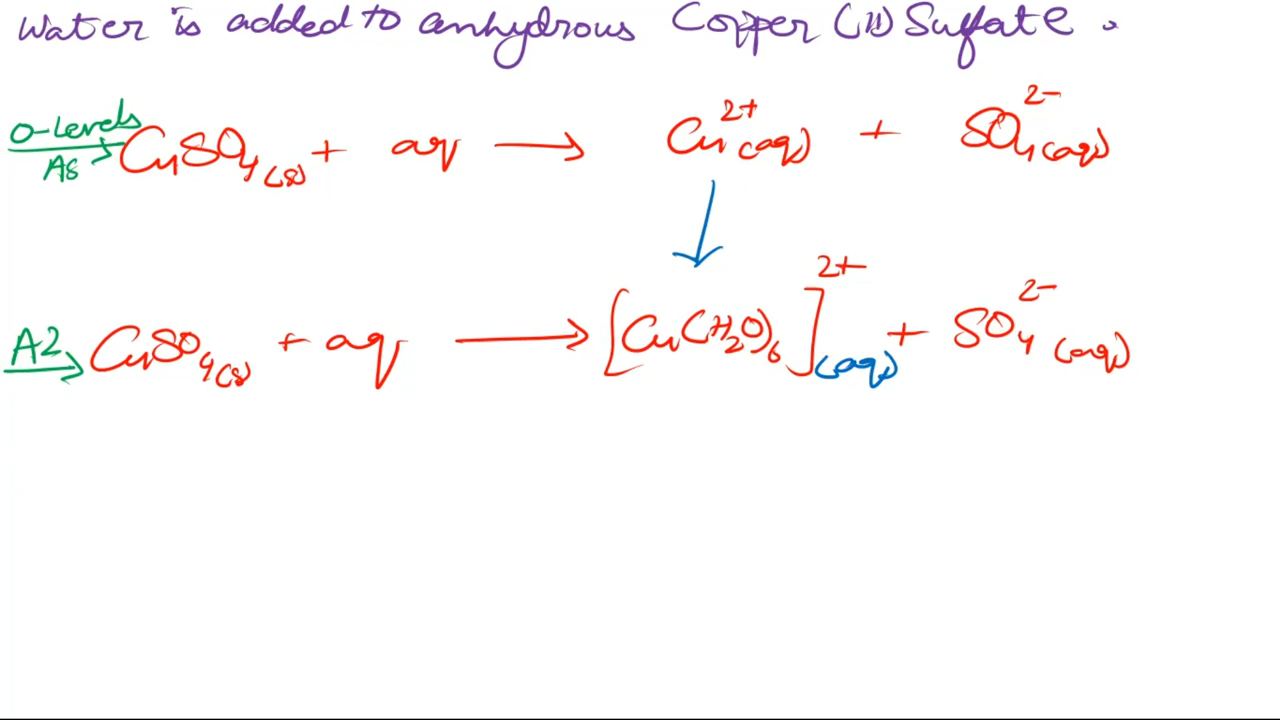 Water is added to anhydrous Copper (II) Sulfate .
O-Levels
AS
CuSO4(s) + aq → Cu2+(aq) + SO42-(aq)
A2
CuSO4(s) + aq → [Cu(H2O)6]2+(aq) + SO42-(aq)